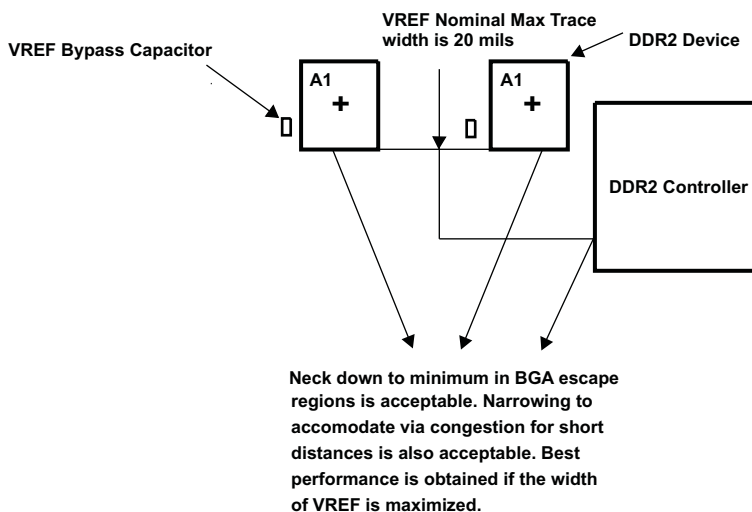 VREF Nominal Max Trace
width is 20 mils
VREF Bypass Capacitor
DDR2 Device
A1
A1
DDR2 Controller
Neck down to minimum in BGA escape
regions is acceptable. Narrowing to
accomodate via congestion for short
distances is also acceptable. Best
performance is obtained if the width
of VREF is maximized.